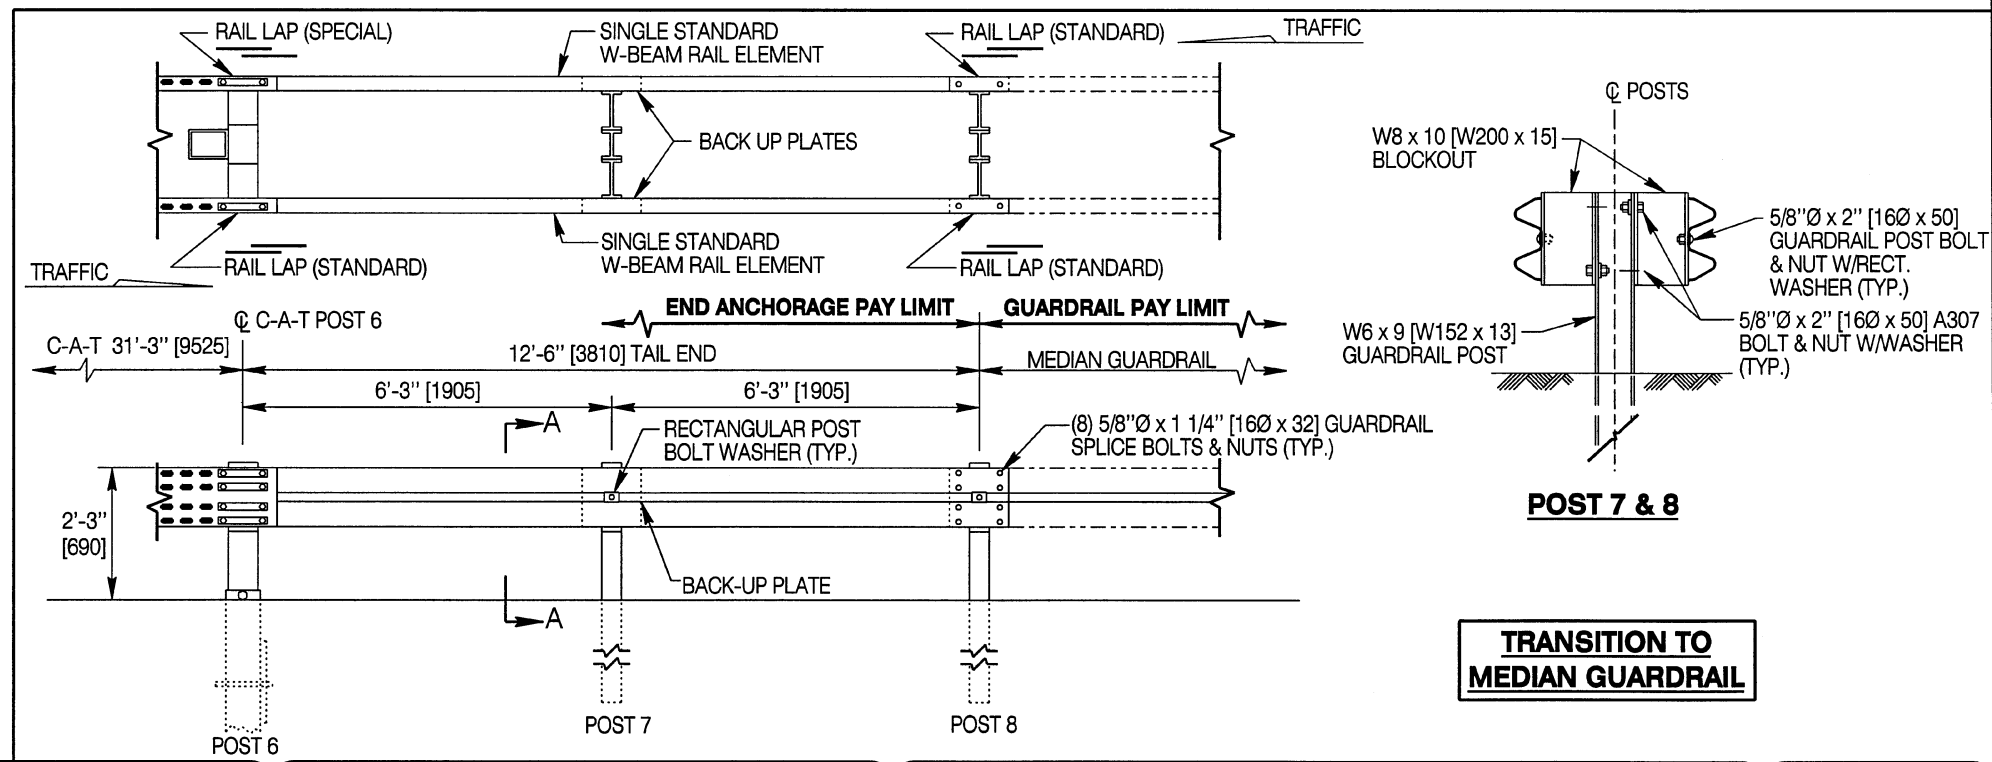 RAIL LAP (SPECIAL)
SINGLE STANDARD
W-BEAM RAIL ELEMENT
RAIL LAP (STANDARD)
TRAFFIC
BACK UP PLATES
SINGLE STANDARD
W-BEAM RAIL ELEMENT
RAIL LAP (STANDARD)
RAIL LAP (STANDARD)
TRAFFIC
℄ C-A-T POST 6
END ANCHORAGE PAY LIMIT
GUARDRAIL PAY LIMIT
C-A-T 31'-3" [9525]
12'-6" [3810] TAIL END
MEDIAN GUARDRAIL
6'-3" [1905]
6'-3" [1905]
A
RECTANGULAR POST
BOLT WASHER (TYP.)
(8) 5/8"Ø x 1 1/4" [16Ø x 32] GUARDRAIL
SPLICE BOLTS & NUTS (TYP.)
2'-3"
[690]
BACK-UP PLATE
A
POST 6
POST 7
POST 8
℄ POSTS
W8 x 10 [W200 x 15]
BLOCKOUT
5/8"Ø x 2" [16Ø x 50]
GUARDRAIL POST BOLT
& NUT W/RECT.
WASHER (TYP.)
W6 x 9 [W152 x 13]
GUARDRAIL POST
5/8"Ø x 2" [16Ø x 50] A307
BOLT & NUT W/WASHER
(TYP.)
POST 7 & 8
TRANSITION TO
MEDIAN GUARDRAIL